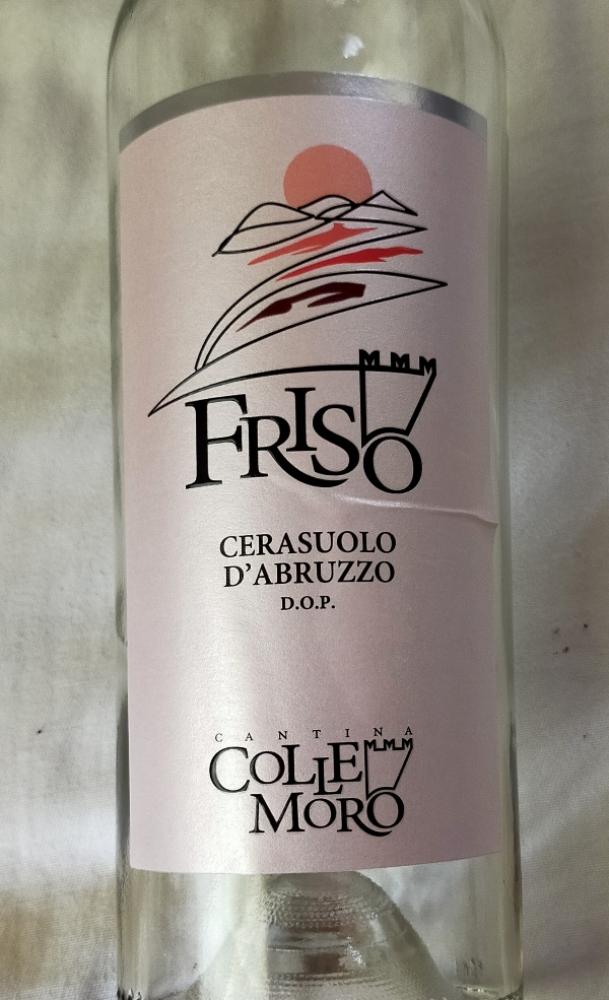 FRISO
CERASUOLO
D'ABRUZZO
D.O.P.
CANTINA
COLLE
MORO